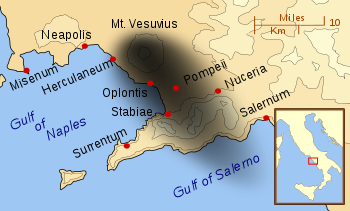 Mt. Vesuvius
Miles
10
Km
Neapolis
Misenum
Herculaneum
Pompeii
Nuceria
Oplontis
Stabiae
Salernum
Gulf
of
Naples
Surrentum
Gulf of Salerno